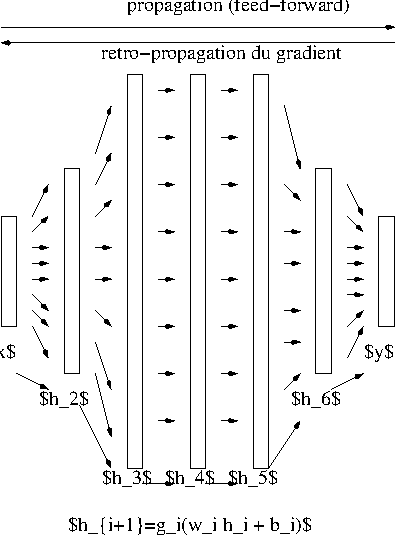 propagation (feed-forward)
retro-propagation du gradient
x$
$y$
$h_2$
$h_6$
$h_3$
$h_4$
$h_5$
$h_{i+1}=g_i(w_i h_i + b_i)$